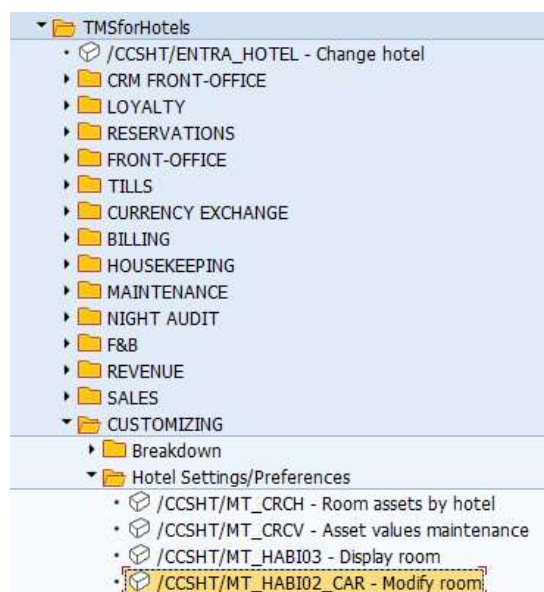 TMSforHotels
/CCSHT/ENTRA_HOTEL - Change hotel
CRM FRONT-OFFICE
LOYALTY
RESERVATIONS
FRONT-OFFICE
TILLS
CURRENCY EXCHANGE
BILLING
HOUSEKEEPING
MAINTENANCE
NIGHT AUDIT
F&B
REVENUE
SALES
CUSTOMIZING
Breakdown
Hotel Settings/Preferences
/CCSHT/MT_CRCH - Room assets by hotel
/CCSHT/MT_CRCV - Asset values maintenance
/CCSHT/MT_HABI03 - Display room
/CCSHT/MT_HABI02_CAR - Modify room